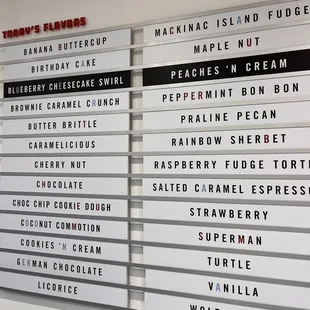 TODAY'S FLAVORS
BANANA BUTTERCUP
BIRTHDAY CAKE
BLUEBERRY CHEESECAKE SWIRL
BROWNIE CARAMEL CRUNCH
BUTTER BRITTLE
CARAMELICIOUS
CHERRY NUT
CHOCOLATE
CHOC CHIP COOKIE DOUGH
COCONUT COMMOTION
COOKIES 'N CREAM
GERMAN CHOCOLATE
LICORICE
MACKINAC ISLAND FUDGE
MAPLE NUT
PEACHES 'N CREAM
PEPPERMINT BON BON
PRALINE PECAN
RAINBOW SHERBET
RASPBERRY FUDGE TORTE
SALTED CARAMEL ESPRESSO
STRAWBERRY
SUPERMAN
TURTLE
VANILLA